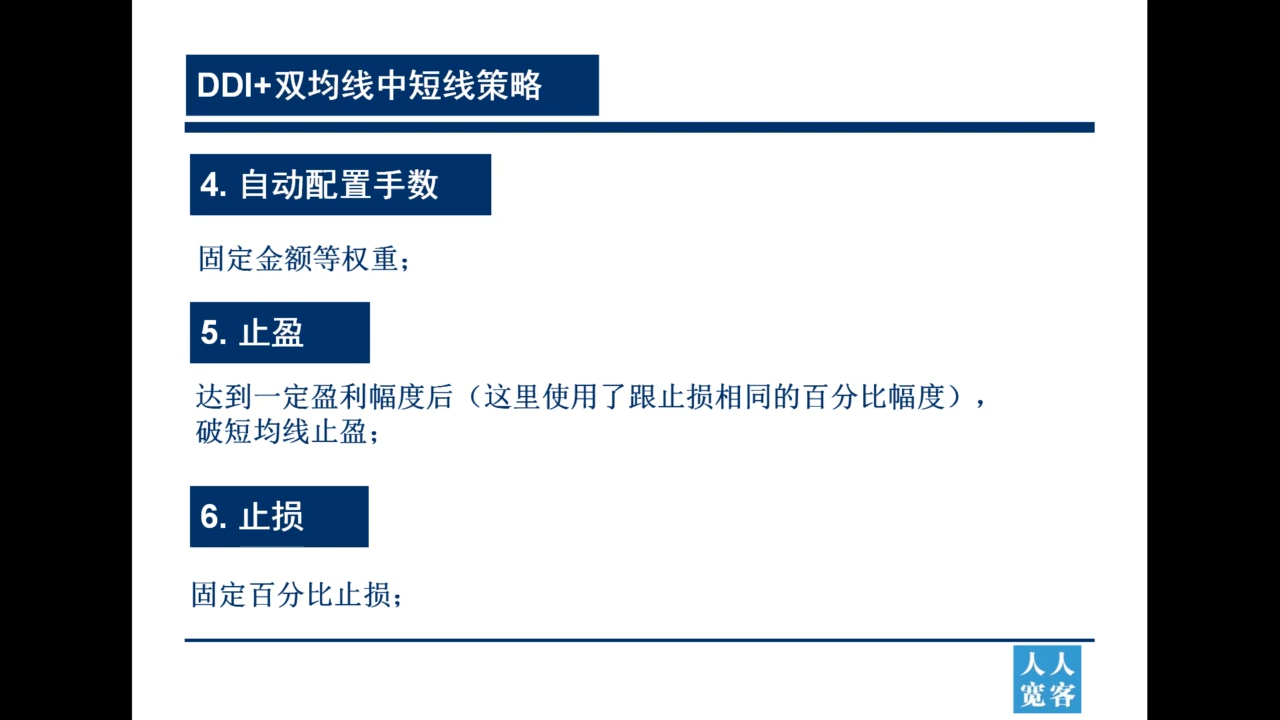 DDI+双均线中短线策略
4. 自动配置手数
固定金额等权重；
5. 止盈
达到一定盈利幅度后（这里使用了跟止损相同的百分比幅度），
破短均线止盈；
6. 止损
固定百分比止损；
人人
宽客